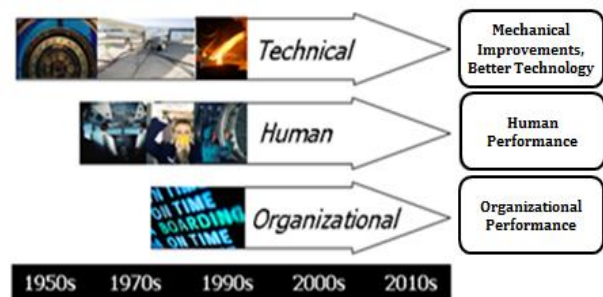 Technical
Mechanical
Improvements,
Better Technology
Human
Human
Performance
ON TIME
BOARDING
ON TIME
Organizational
Organizational
Performance
1950s 1970s 1990s 2000s 2010s